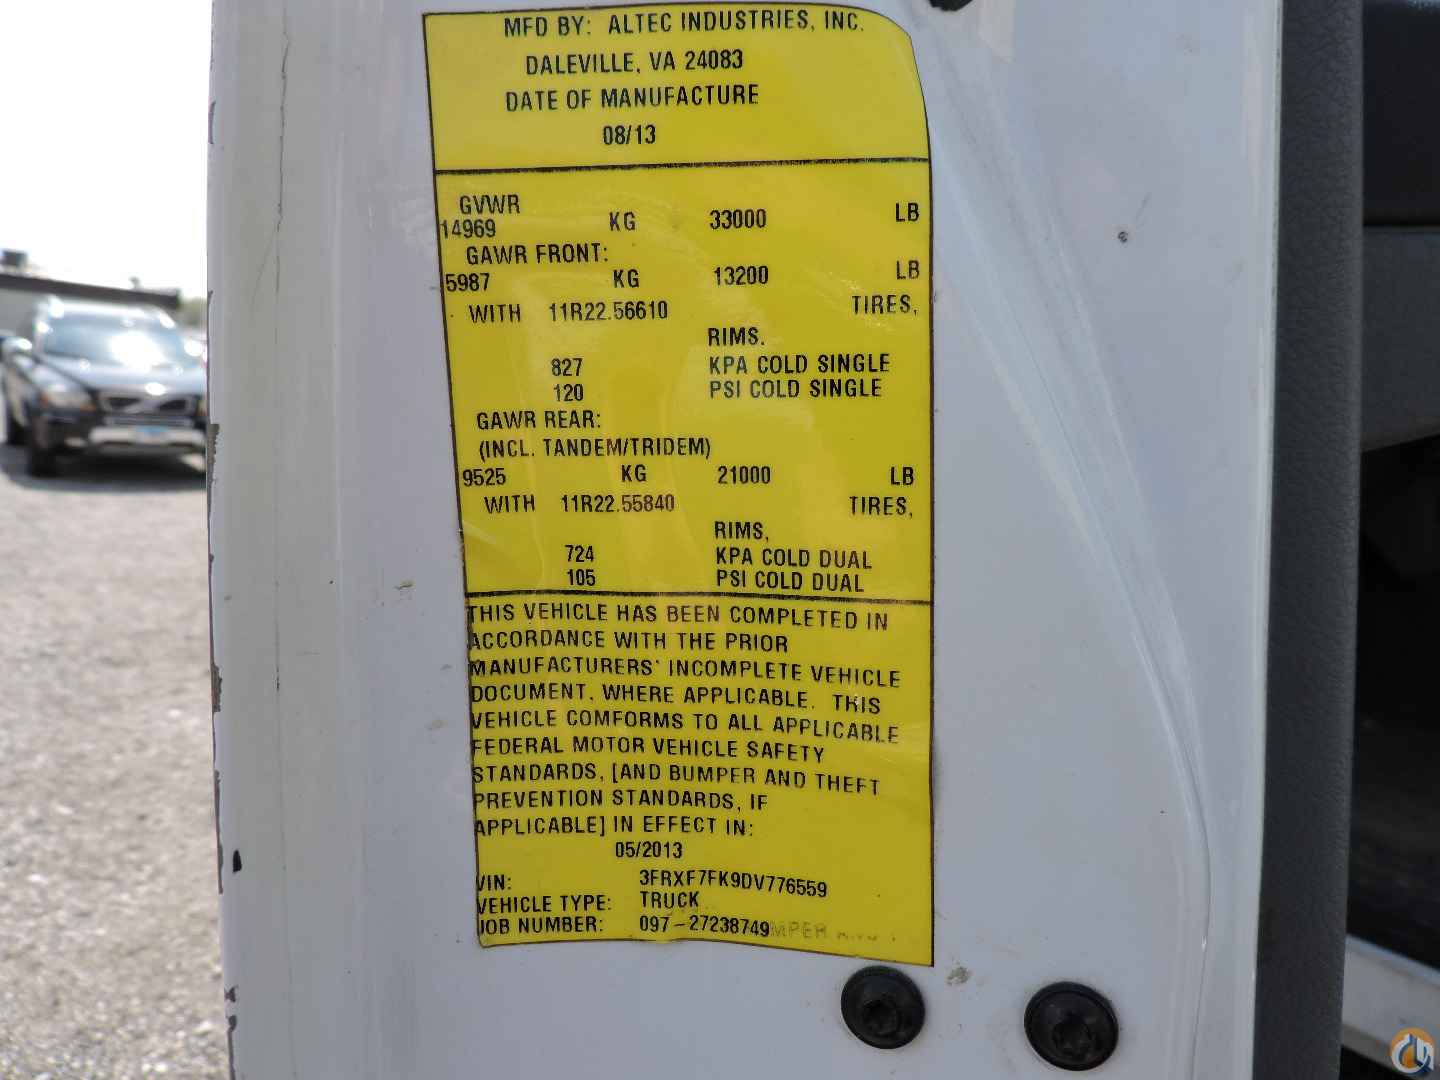 MFD BY: ALTEC INDUSTRIES, INC.
DALEVILLE, VA 24083
DATE OF MANUFACTURE
08/13
GVWR
14969 KG 33000 LB
GAWR FRONT:
5987 KG 13200 LB
WITH 11R22.56610 TIRES,
RIMS.
827 KPA COLD SINGLE
120 PSI COLD SINGLE
GAWR REAR:
(INCL. TANDEM/TRIDEM)
9525 KG 21000 LB
WITH 11R22.55840 TIRES,
RIMS,
724 KPA COLD DUAL
105 PSI COLD DUAL
THIS VEHICLE HAS BEEN COMPLETED IN
ACCORDANCE WITH THE PRIOR
MANUFACTURERS' INCOMPLETE VEHICLE
DOCUMENT, WHERE APPLICABLE. THIS
VEHICLE COMFORMS TO ALL APPLICABLE
FEDERAL MOTOR VEHICLE SAFETY
STANDARDS, [AND BUMPER AND THEFT
PREVENTION STANDARDS, IF
APPLICABLE] IN EFFECT IN:
05/2013
VIN: 3FRXF7FK9DV776559
VEHICLE TYPE: TRUCK
JOB NUMBER: 097-27238749